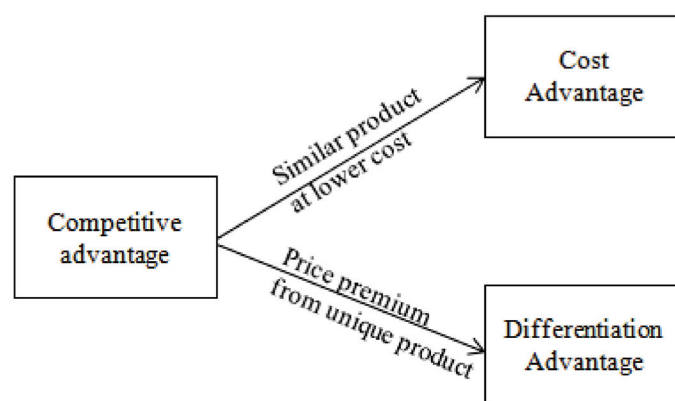 Cost
Advantage
Similar product
at lower cost
Competitive
advantage
Price premium
from unique product
Differentiation
Advantage